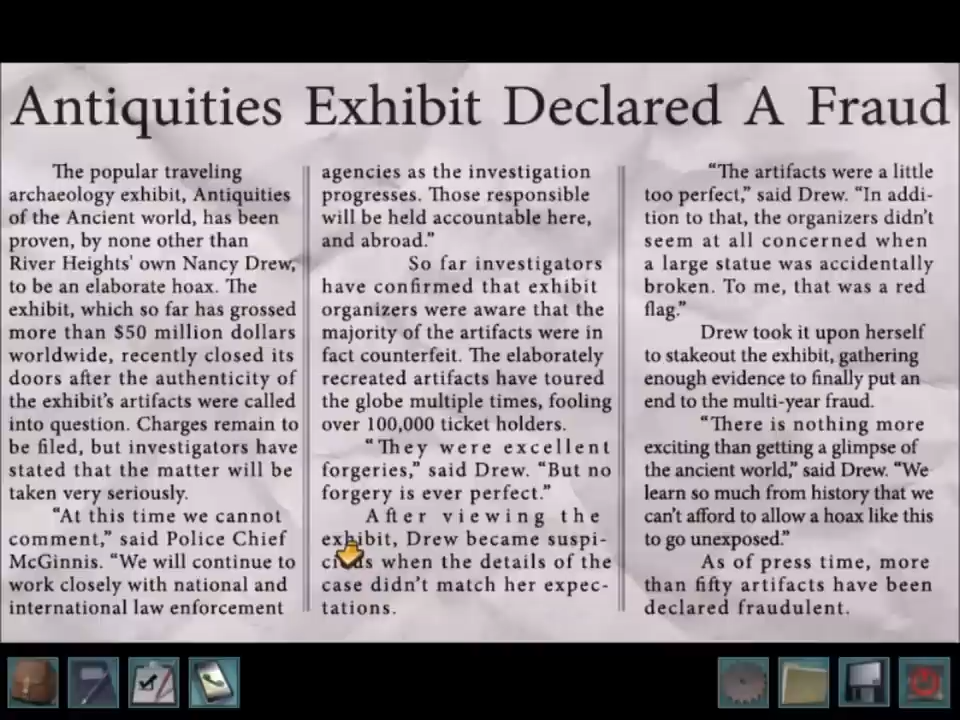 Antiquities Exhibit Declared A Fraud
The popular traveling
archaeology exhibit, Antiquities
of the Ancient world, has been
proven, by none other than
River Heights' own Nancy Drew,
to be an elaborate hoax. The
exhibit, which so far has grossed
more than $50 million dollars
worldwide, recently closed its
doors after the authenticity of
the exhibit's artifacts were called
into question. Charges remain to
be filed, but investigators have
stated that the matter will be
taken very seriously.
“At this time we cannot
comment,” said Police Chief
McGinnis. “We will continue to
work closely with national and
international law enforcement
agencies as the investigation
progresses. Those responsible
will be held accountable here,
and abroad.”
So far investigators
have confirmed that exhibit
organizers were aware that the
majority of the artifacts were in
fact counterfeit. The elaborately
recreated artifacts have toured
the globe multiple times, fooling
over 100,000 ticket holders.
“They were excellent
forgeries,” said Drew. “But no
forgery is ever perfect.”
After viewing the
exhibit, Drew became suspi-
cious when the details of the
case didn't match her expec-
tations.
“The artifacts were a little
too perfect,” said Drew. “In addi-
tion to that, the organizers didn't
seem at all concerned when
a large statue was accidentally
broken. To me, that was a red
flag.”
Drew took it upon herself
to stakeout the exhibit, gathering
enough evidence to finally put an
end to the multi-year fraud.
“There is nothing more
exciting than getting a glimpse of
the ancient world,” said Drew. “We
learn so much from history that we
can't afford to allow a hoax like this
to go unexposed.”
As of press time, more
than fifty artifacts have been
declared fraudulent.